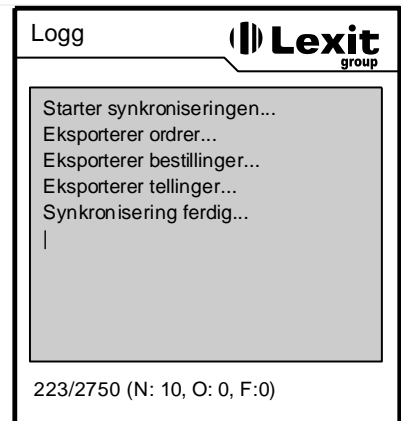 Logg
Lexit
group
Starter synkroniseringen...
Eksporterer ordrer...
Eksporterer bestillinger...
Eksporterer tellinger...
Synkronisering ferdig...
223/2750 (N: 10, O: 0, F:0)